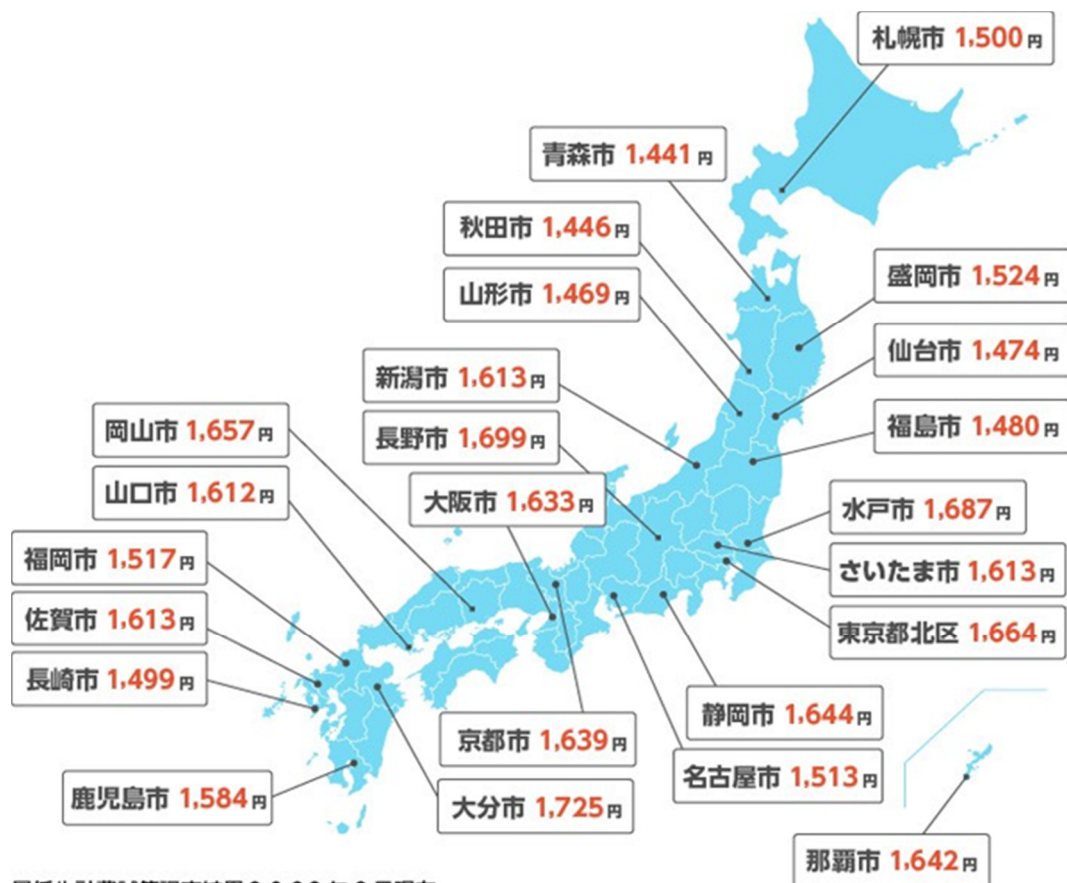 札幌市 1,500円
青森市 1,441円
秋田市 1,446円
山形市 1,469円
盛岡市 1,524円
仙台市 1,474円
新潟市 1,613円
長野市 1,699円
福島市 1,480円
岡山市 1,657円
山口市 1,612円
大阪市 1,633円
水戸市 1,687円
福岡市 1,517円
さいたま市 1,613円
佐賀市 1,613円
東京都北区 1,664円
長崎市 1,499円
静岡市 1,644円
京都市 1,639円
名古屋市 1,513円
鹿児島市 1,584円
大分市 1,725円
那覇市 1,642円